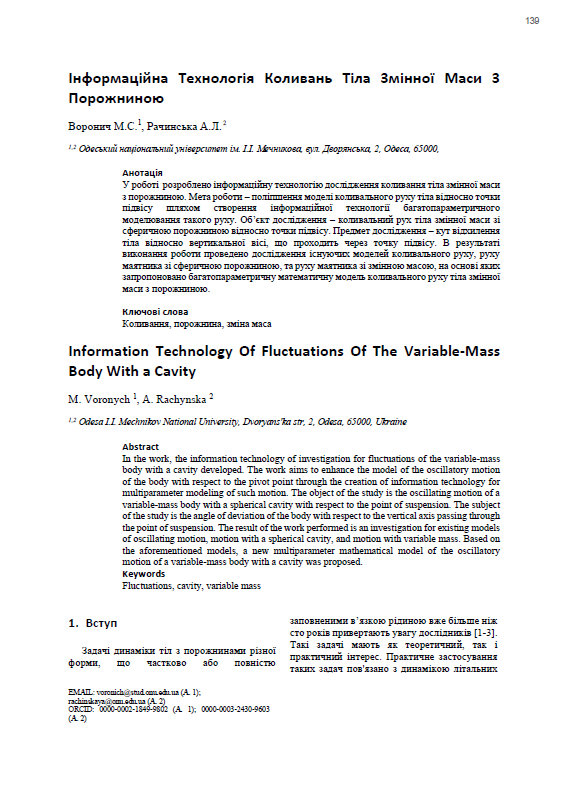 139
Інформаційна Технологія Коливань Тіла Змінної Маси З
Порожниною
Воронич М.С.1, Рачинська А.Л.2
1,2 Одеський національний університет ім. І.І. Мечникова, вул. Дворянська, 2, Одеса, 65000,
Анотація
У роботі розроблено інформаційну технологію дослідження коливання тіла змінної маси
з порожниною. Мета роботи – поліпшення моделі коливального руху тіла відносно точки
підвісу шляхом створення інформаційної технології багатопараметричного
моделювання такого руху. Об’єкт дослідження – коливальний рух тіла змінної маси зі
сферичною порожниною відносно точки підвісу. Предмет дослідження – кут відхилення
тіла відносно вертикальної вісі, що проходить через точку підвісу. В результаті
виконання роботи проведено дослідження існуючих моделей коливального руху, руху
маятника зі сферичною порожниною, та руху маятника зі змінною масою, на основі яких
запропоновано багатопараметричну математичну модель коливального руху тіла змінної
маси з порожниною.
Ключові слова
Коливання, порожнина, зміна маса
Information Technology Of Fluctuations Of The Variable-Mass
Body With a Cavity
M. Voronych 1, A. Rachynska 2
1,2 Odesa I.I. Mechnikov National University, Dvoryans'ka str, 2, Odesa, 65000, Ukraine
Abstract
In the work, the information technology of investigation for fluctuations of the variable-mass
body with a cavity developed. The work aims to enhance the model of the oscillatory motion
of the body with respect to the pivot point through the creation of information technology for
multiparameter modeling of such motion. The object of the study is the oscillating motion of a
variable-mass body with a spherical cavity with respect to the point of suspension. The subject
of the study is the angle of deviation of the body with respect to the vertical axis passing through
the point of suspension. The result of the work performed is an investigation for existing models
of oscillating motion, motion with a spherical cavity, and motion with variable mass. Based on
the aforementioned models, a new multiparameter mathematical model of the oscillatory
motion of a variable-mass body with a cavity was proposed.
Keywords
Fluctuations, cavity, variable mass
1. Вступ
Задачі динаміки тіл з порожнинами різної
форми, що частково або повністю
заповненими в’язкою рідиною вже більше ніж
сто років привертають увагу дослідників [1-3].
Такі задачі мають як теоретичний, так і
практичний інтерес. Практичне застосування
таких задач пов'язано з динамікою літальних
EMAIL: voronich@stud.onu.edu.ua (A. 1);
rachinskaya@onu.edu.ua (A. 2)
ORCID: 0000-0002-1849-9802 (A. 1); 0000-0003-2430-9603
(A. 2)